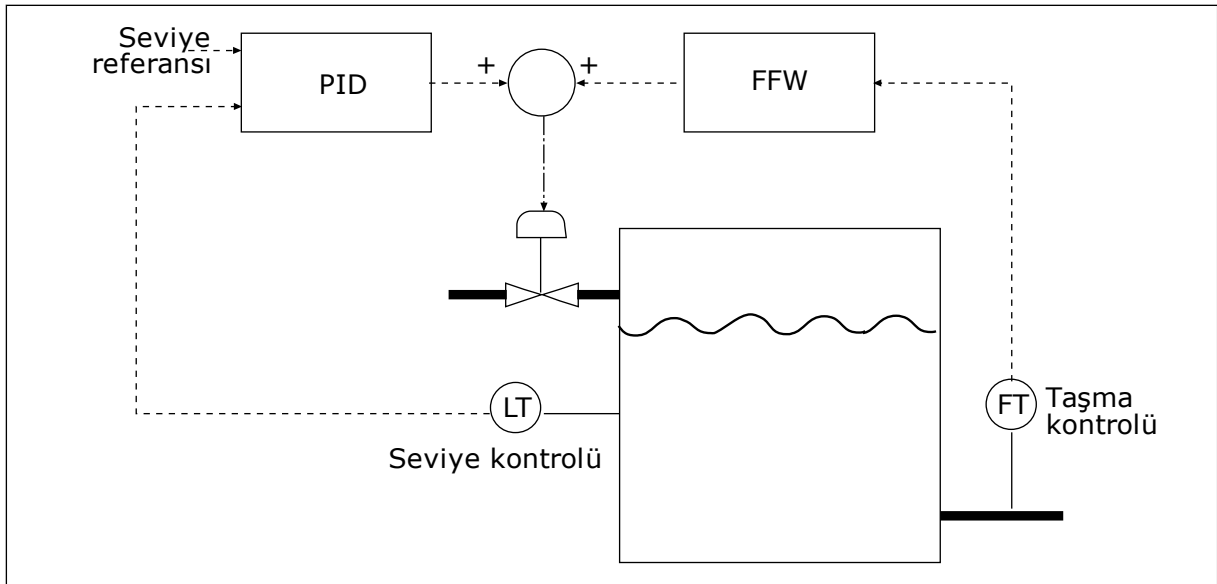 Seviye
referansı
PID
+
+
FFW
LT
Seviye kontrolü
FT
Taşma
kontrolü